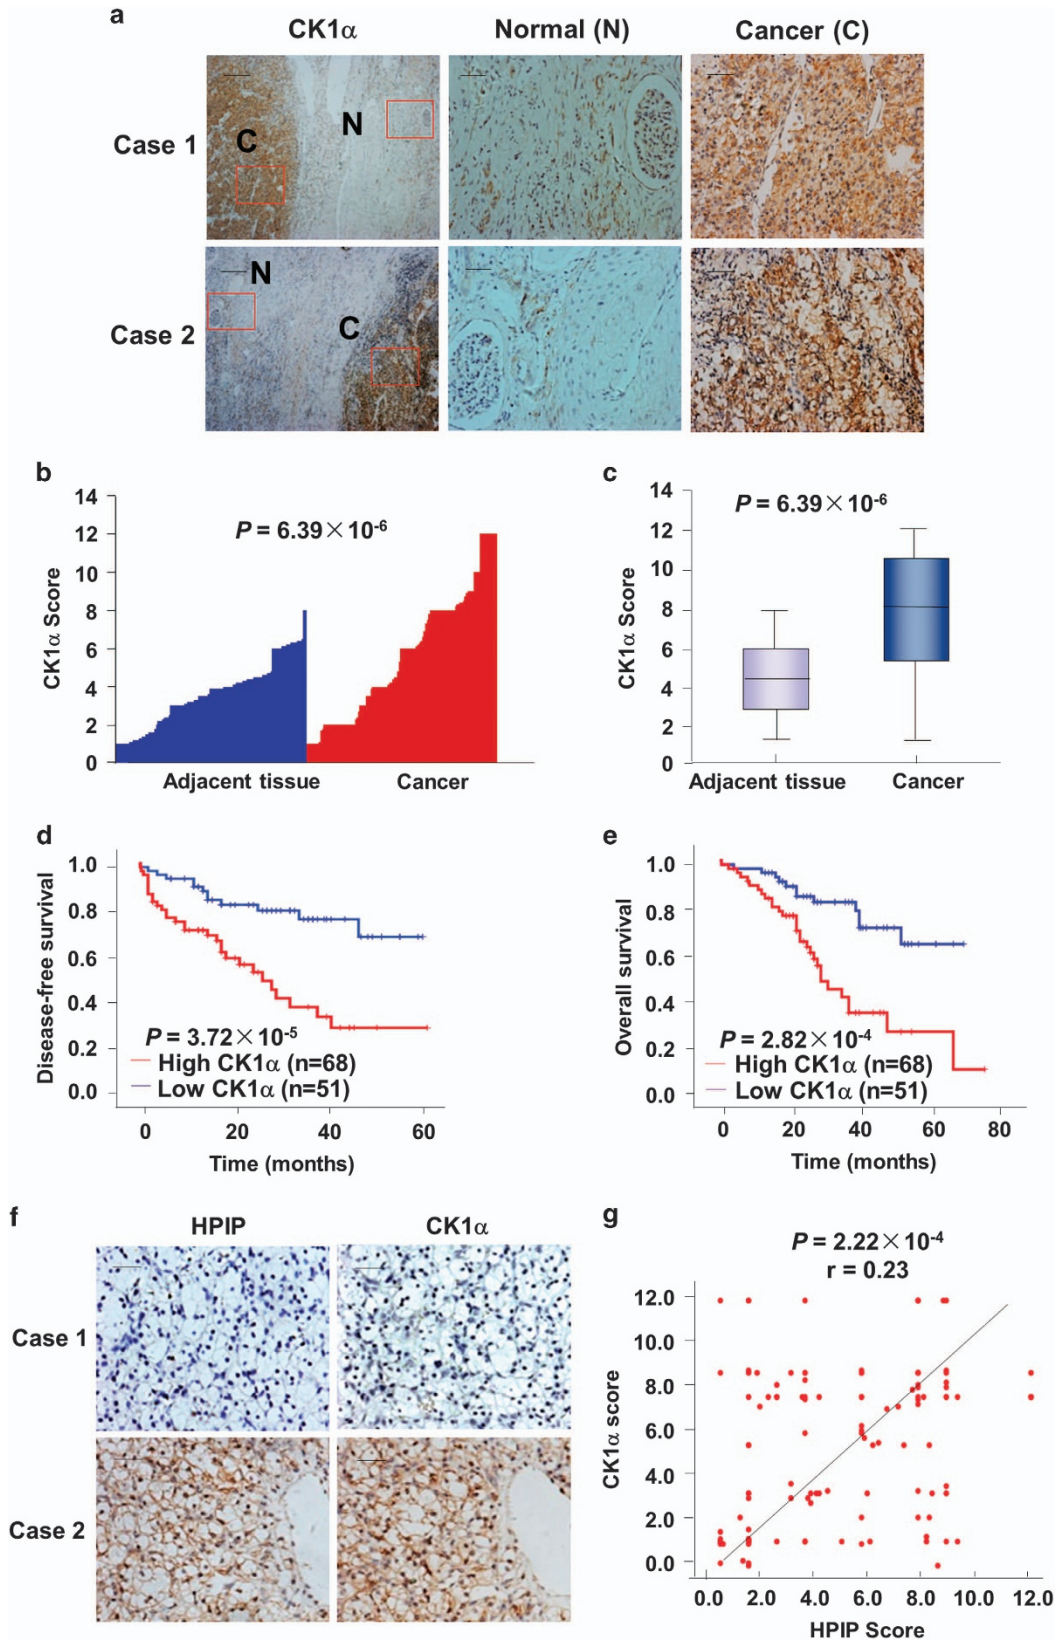 a
CK1α
Normal (N)
Cancer (C)
Case 1
C
N
Case 2
N
C
b
14
12
10
8
6
4
2
0
CK1α Score
P = 6.39×10-6
Adjacent tissue
Cancer
c
14
12
10
8
6
4
2
0
CK1α Score
P = 6.39×10-6
Adjacent tissue
Cancer
d
1.0
0.8
0.6
0.4
0.2
0.0
Disease-free survival
P = 3.72×10-5
High CK1α (n=68)
Low CK1α (n=51)
0 20 40 60
Time (months)
e
1.0
0.8
0.6
0.4
0.2
0.0
Overall survival
P = 2.82×10-4
High CK1α (n=68)
Low CK1α (n=51)
0 20 40 60 80
Time (months)
f
HPIP
CK1α
Case 1
Case 2
g
P = 2.22×10-4
r = 0.23
12.0
10.0
8.0
6.0
4.0
2.0
0.0
CK1α score
0.0 2.0 4.0 6.0 8.0 10.0 12.0
HPIP Score